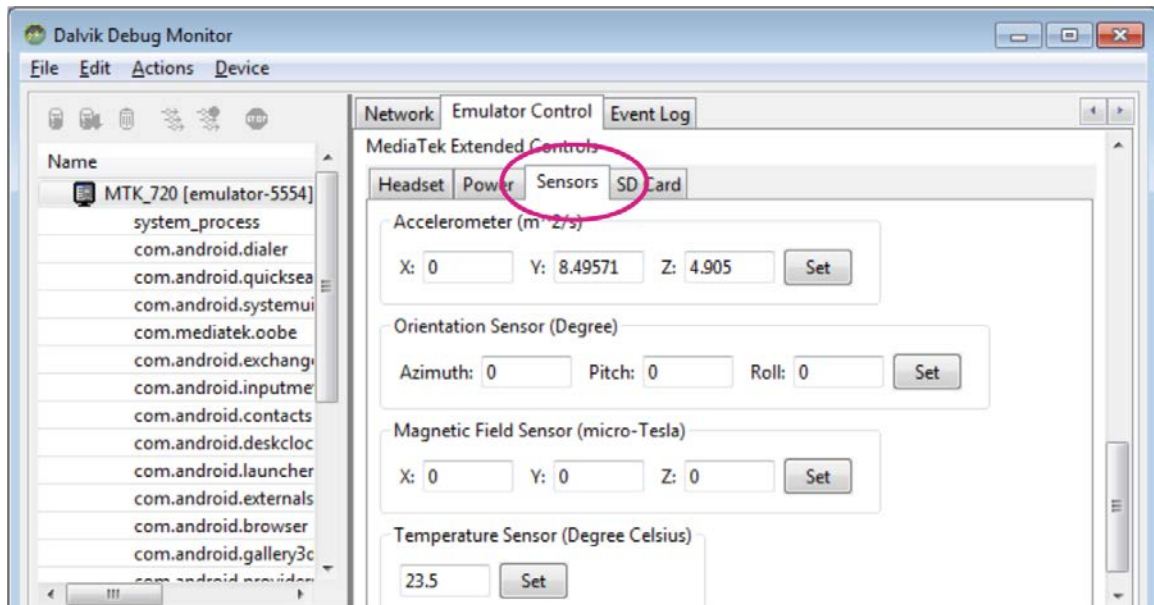 Dalvik Debug Monitor
File Edit Actions Device
STOP
Name
MTK_720 [emulator-5554]
system_process
com.android.dialer
com.android.quicksea
com.android.systemui
com.mediatek.oobe
com.android.exchang
com.android.inputme
com.android.contacts
com.android.deskcloc
com.android.launcher
com.android.externals
com.android.browser
com.android.gallery3d
Network Emulator Control Event Log
MediaTek Extended Controls
Headset Power Sensors SD Card
Accelerometer (m^2/s)
X: 0 Y: 8.49571 Z: 4.905 Set
Orientation Sensor (Degree)
Azimuth: 0 Pitch: 0 Roll: 0 Set
Magnetic Field Sensor (micro-Tesla)
X: 0 Y: 0 Z: 0 Set
Temperature Sensor (Degree Celsius)
23.5 Set